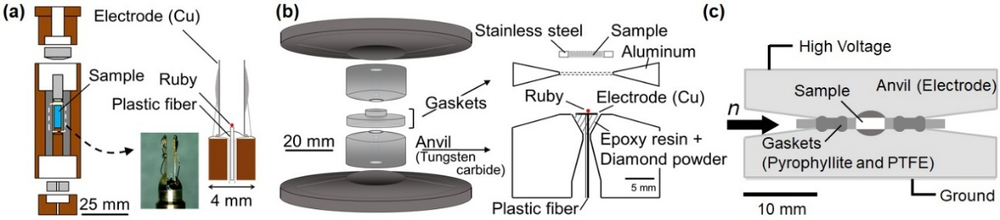 (a)
Electrode (Cu)
Sample
Ruby
Plastic fiber
25 mm
4 mm
(b)
Stainless steel
Sample
Aluminum
Gaskets
Ruby
Electrode (Cu)
20 mm
Anvil
(Tungsten
carbide)
Epoxy resin +
Diamond powder
5 mm
Plastic fiber
(c)
High Voltage
Sample
Anvil (Electrode)
n
Gaskets
(Pyrophyllite and PTFE)
Ground
10 mm